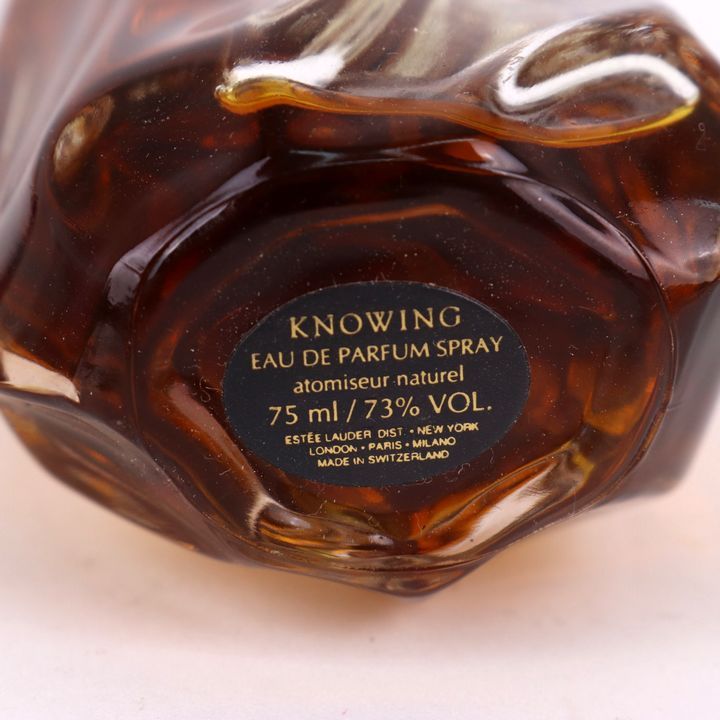 KNOWING
EAU DE PARFUM SPRAY
atomiseur naturel
75 ml / 73% VOL.
ESTĒE LAUDER DIST • NEW YORK
LONDON • PARIS • MILANO
MADE IN SWITZERLAND